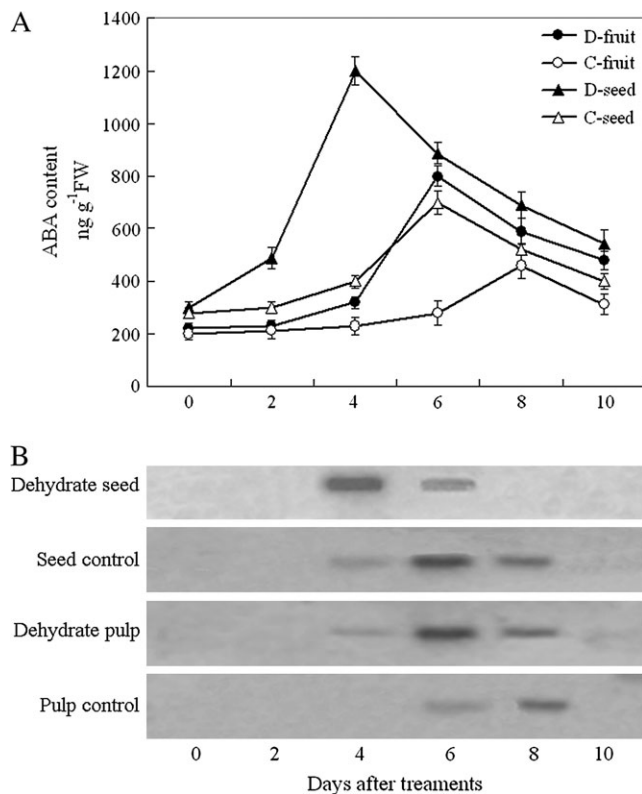 A
1400
1200
1000
800
600
400
200
0
ABA content
ng g⁻¹FW
D-fruit
C-fruit
D-seed
C-seed
0 2 4 6 8 10
B
Dehydrate seed
Seed control
Dehydrate pulp
Pulp control
0 2 4 6 8 10
Days after treaments